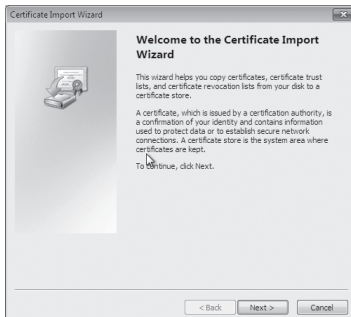 Certificate Import Wizard
Welcome to the Certificate Import
Wizard
This wizard helps you copy certificates, certificate trust
lists, and certificate revocation lists from your disk to a
certificate store.
A certificate, which is issued by a certification authority, is
a confirmation of your identity and contains information
used to protect data or to establish secure network
connections. A certificate store is the system area where
certificates are kept.
To continue, click Next.
< Back
Next >
Cancel